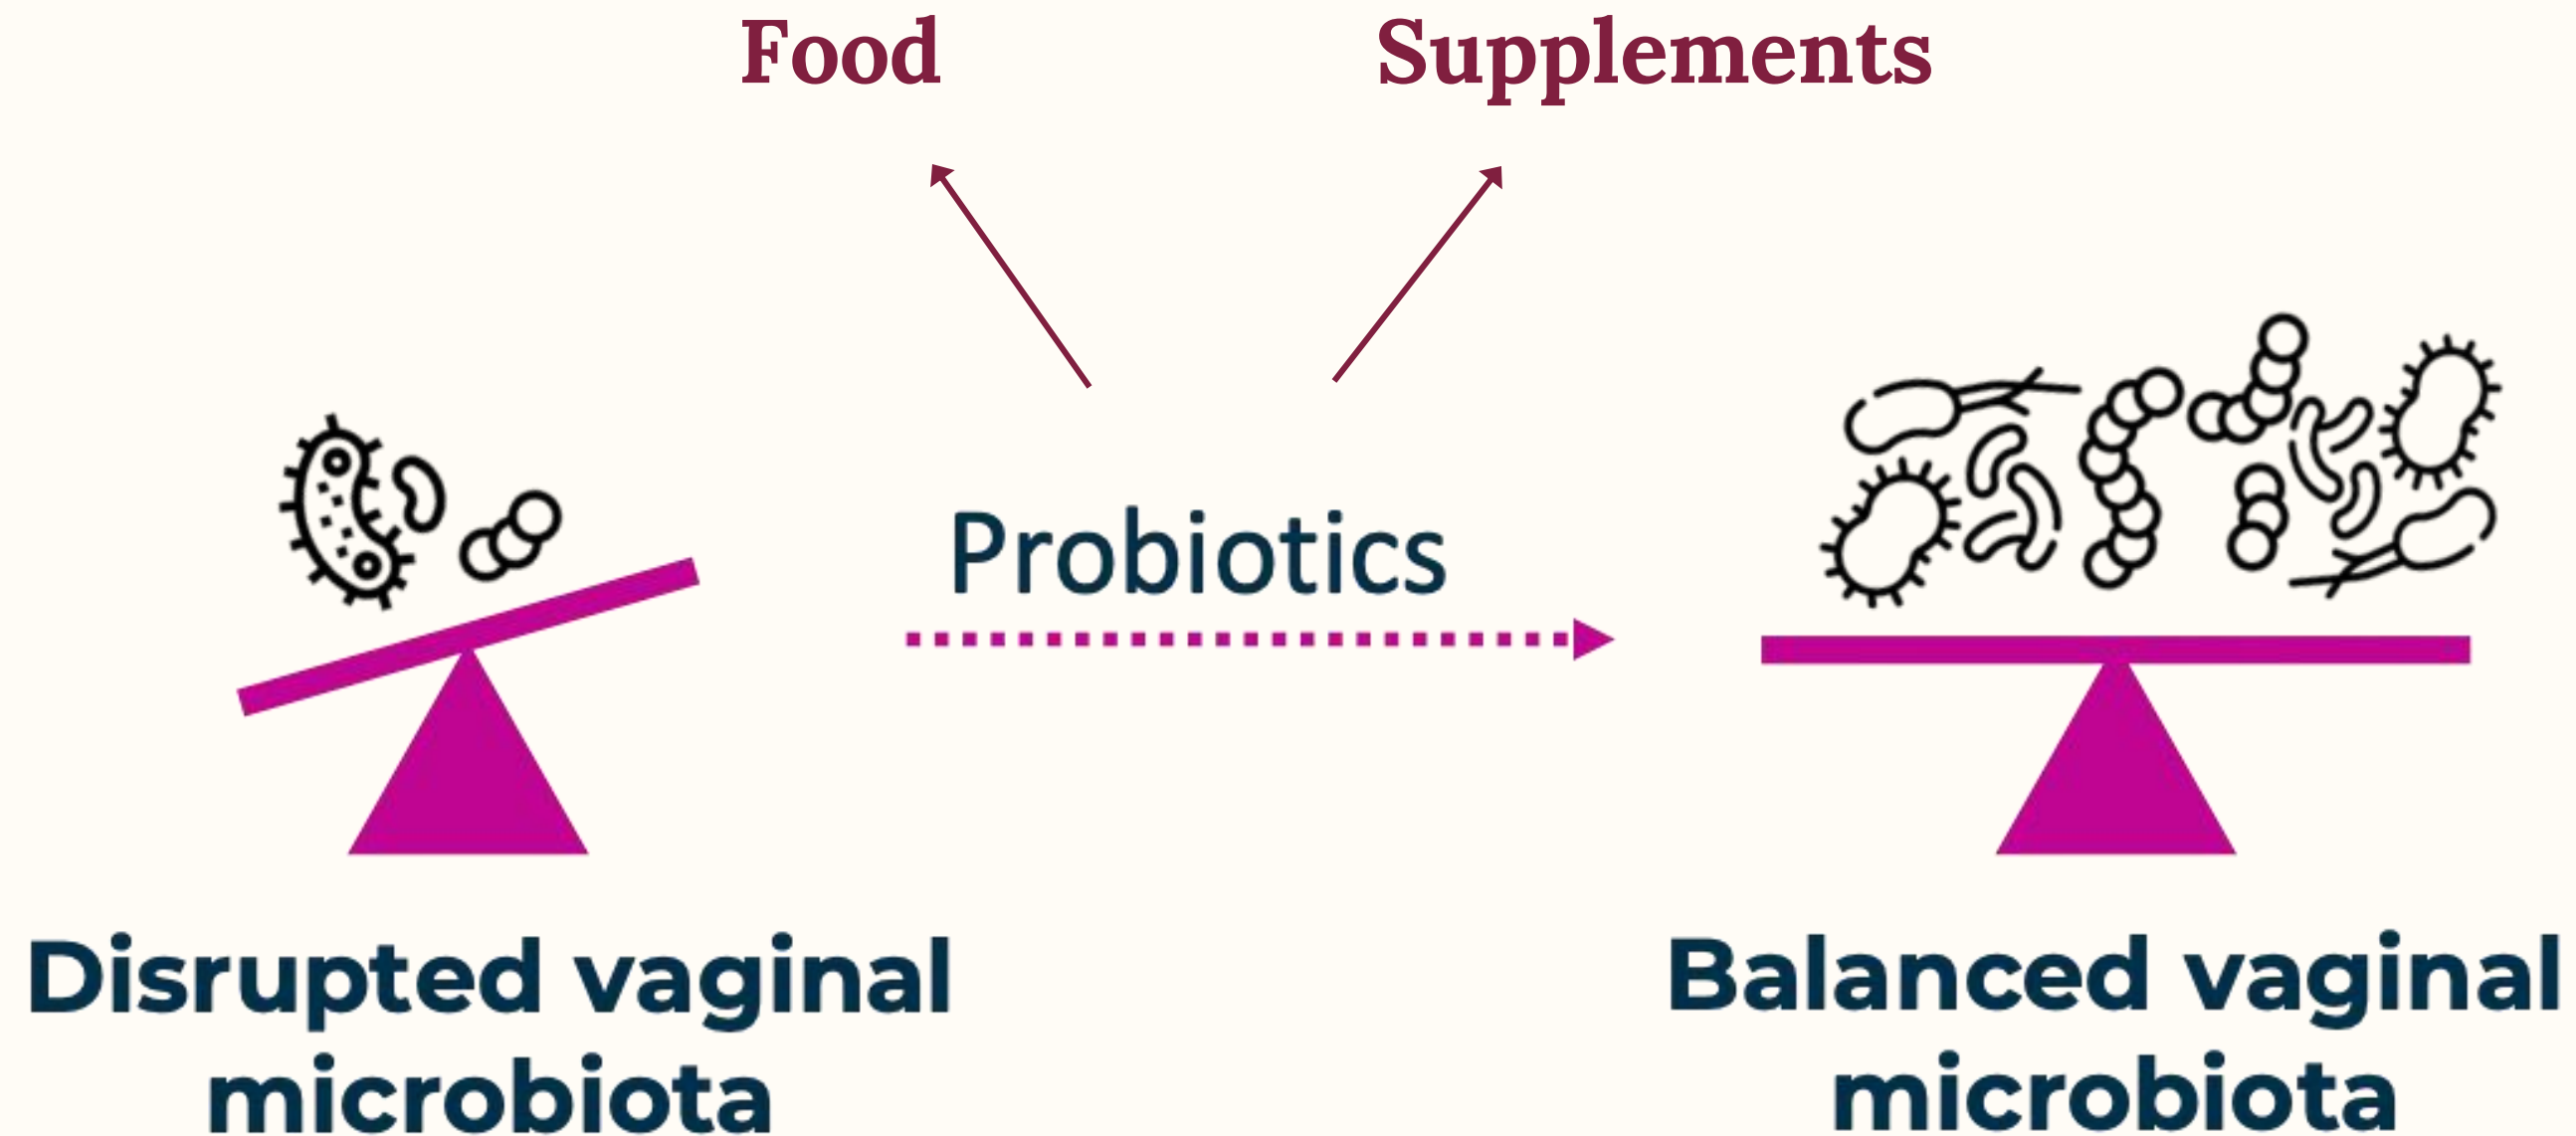 Food
Supplements
Probiotics
Disrupted vaginal
microbiota
Balanced vaginal
microbiota